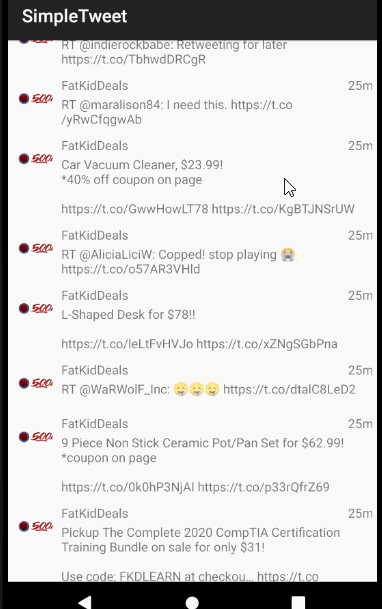 SimpleTweet
RT @indierockbabe: Retweeting for later
https://t.co/TbhwdDRCgR
FatKidDeals 25m
RT @maralison84: I need this. https://t.co
/yRwCfqgwAb
FatKidDeals 25m
Car Vacuum Cleaner, $23.99!
*40% off coupon on page
https://t.co/GwwHowLT78 https://t.co/KgBTJNSrUW
FatKidDeals 25m
RT @AliciaLiciW: Copped! stop playing 😭
https://t.co/o57AR3VHld
FatKidDeals 25m
L-Shaped Desk for $78!!
https://t.co/leLtFvHVJo https://t.co/xZNgSGbPna
FatKidDeals 25m
RT @WaRWolF_Inc: 🤤🤤🤤 https://t.co/dtalC8LeD2
FatKidDeals 25m
9 Piece Non Stick Ceramic Pot/Pan Set for $62.99!
*coupon on page
https://t.co/0k0hP3NjAI https://t.co/p33rQfrZ69
FatKidDeals 25m
Pickup The Complete 2020 CompTIA Certification
Training Bundle on sale for only $31!
Use code; FKDLEARN at checkou… https://t.co